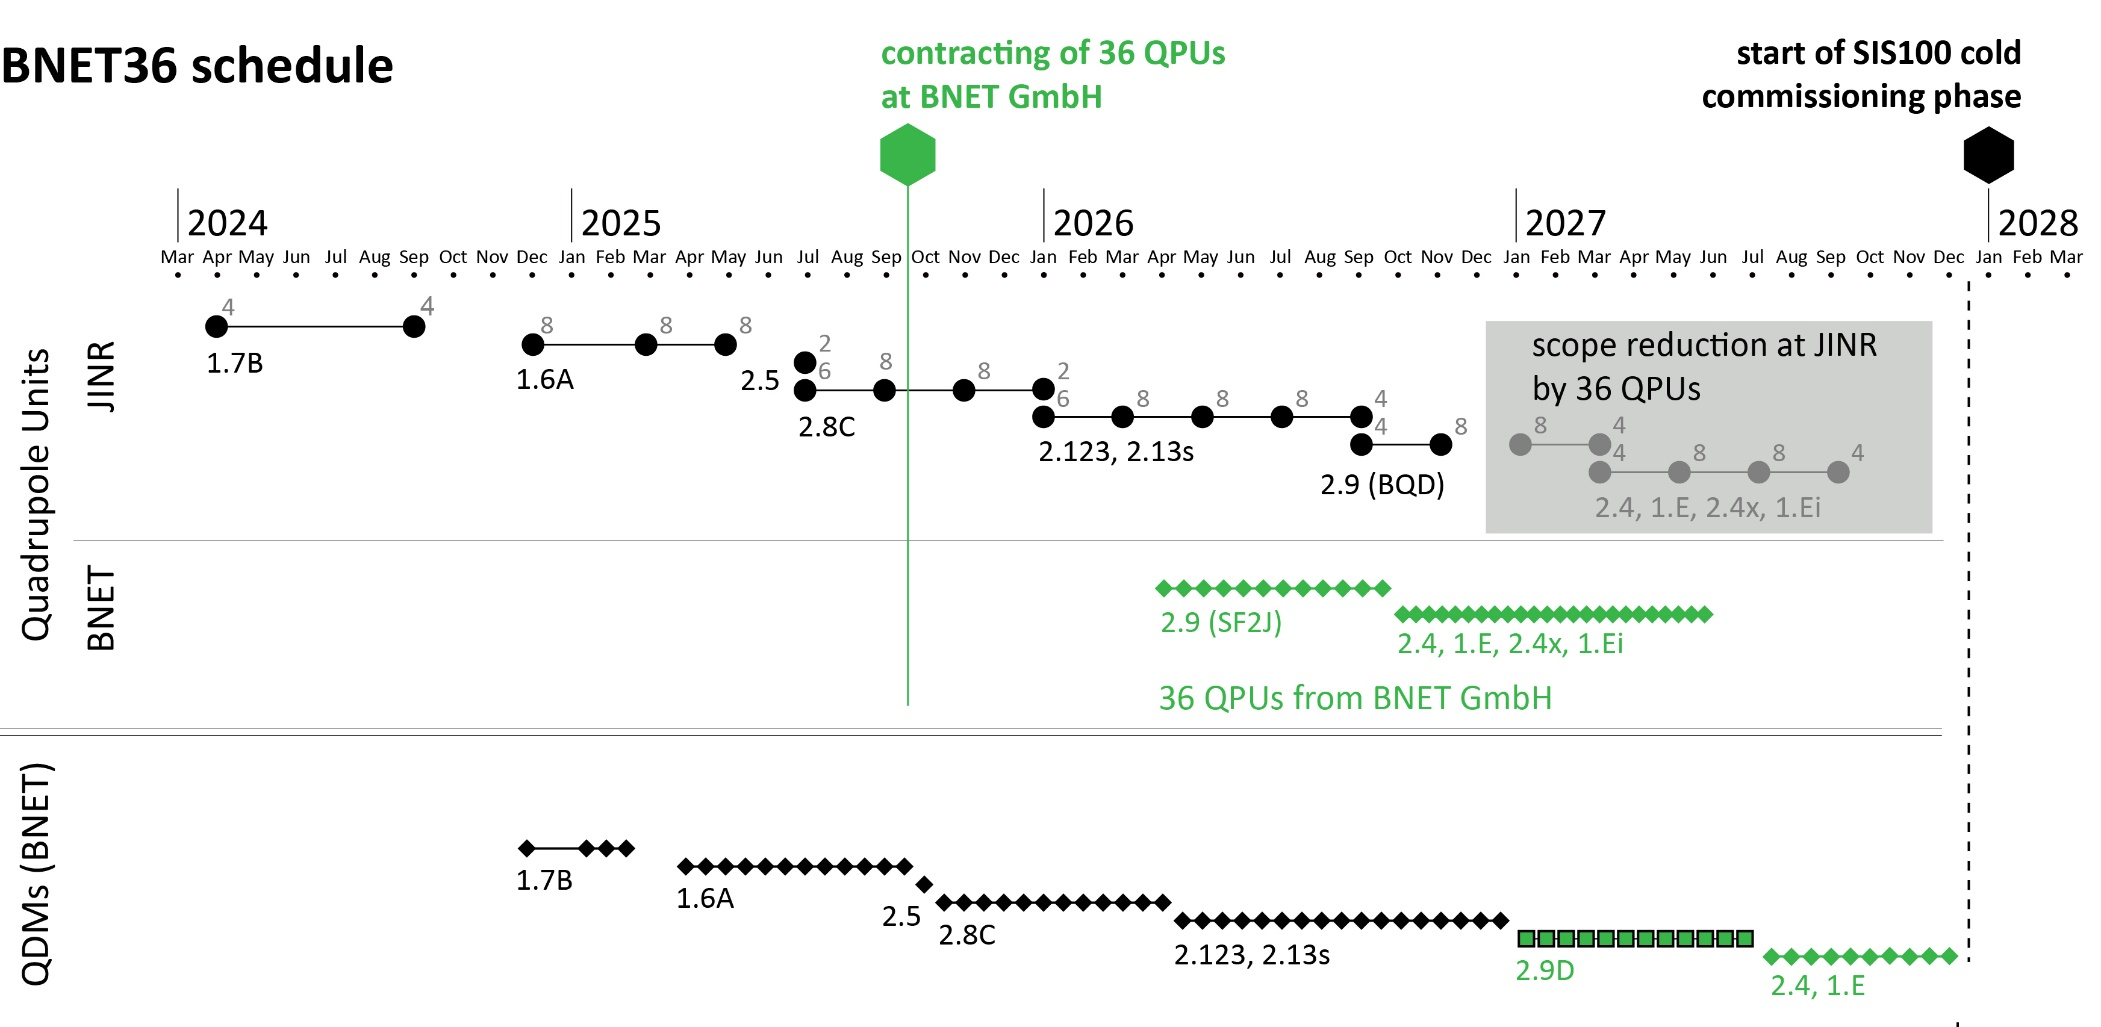 BNET36 schedule
contracting of 36 QPUs
at BNET GmbH
start of SIS100 cold
commissioning phase
2024 2025 2026 2027 2028
Mar Apr May Jun Jul Aug Sep Oct Nov Dec Jan Feb Mar Apr May Jun Jul Aug Sep Oct Nov Dec Jan Feb Mar Apr May Jun Jul Aug Sep Oct Nov Dec Jan Feb Mar Apr May Jun Jul Aug Sep Oct Nov Dec Jan Feb Mar
Quadrupole Units
JINR
4 4
1.7B
8 8 8
1.6A
2
2.5
6 8 8 2
2.8C
6 8 8 8 4
2.123, 2.13s
4 8
2.9 (BQD)
scope reduction at JINR
by 36 QPUs
8 4
4 8 8 4
2.4, 1.E, 2.4x, 1.Ei
BNET
2.9 (SF2J)
2.4, 1.E, 2.4x, 1.Ei
36 QPUs from BNET GmbH
QDMs (BNET)
1.7B
1.6A
2.5
2.8C
2.123, 2.13s
2.9D
2.4, 1.E